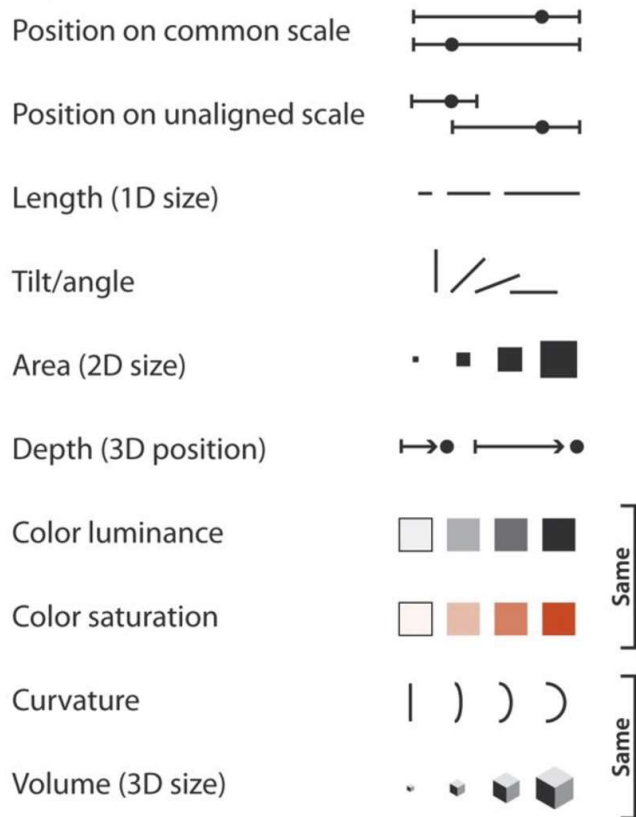 Position on common scale
Position on unaligned scale
Length (1D size)
Tilt/angle
Area (2D size)
Depth (3D position)
Color luminance
Color saturation
Same
Curvature
Volume (3D size)
Same